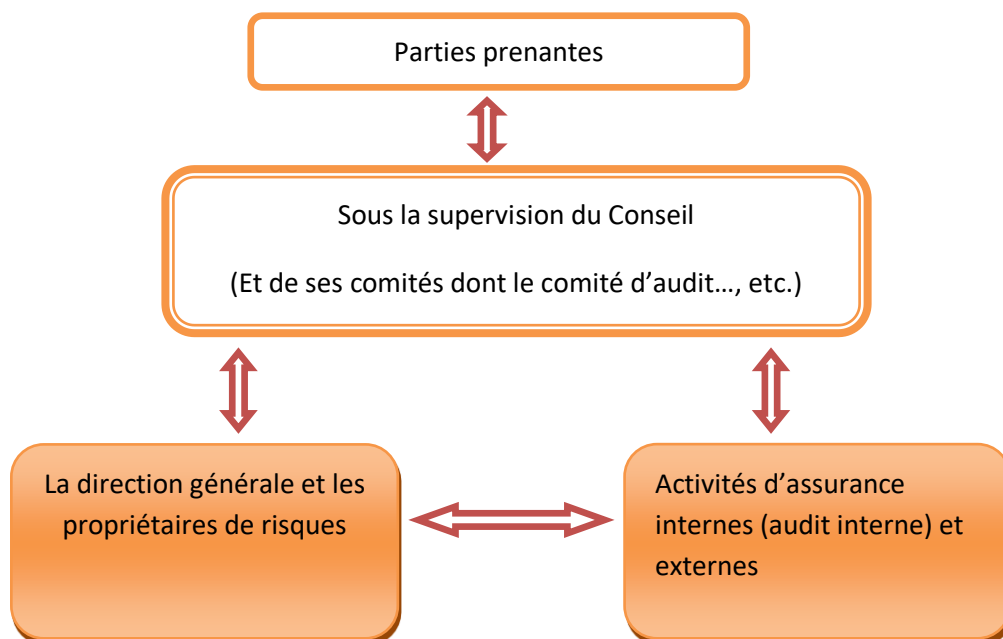 Parties prenantes
Sous la supervision du Conseil
(Et de ses comités dont le comité d’audit…, etc.)
La direction générale et les
propriétaires de risques
Activités d’assurance
internes (audit interne) et
externes